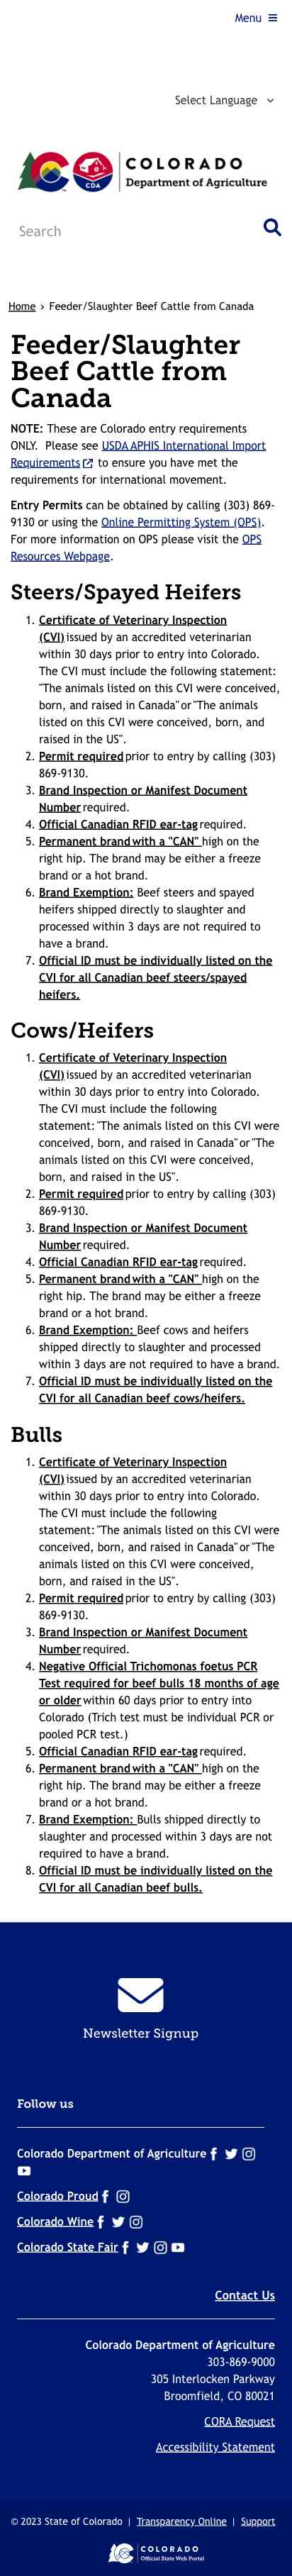 Menu
Select Language
CDA
COLORADO
Department of Agriculture
Search
Home › Feeder/Slaughter Beef Cattle from Canada
Feeder/Slaughter
Beef Cattle from
Canada
NOTE: These are Colorado entry requirements
ONLY.  Please see USDA APHIS International Import
Requirements to ensure you have met the
requirements for international movement.
Entry Permits can be obtained by calling (303) 869-
9130 or using the Online Permitting System (OPS).
For more information on OPS please visit the OPS
Resources Webpage.
Steers/Spayed Heifers
1. Certificate of Veterinary Inspection
(CVI) issued by an accredited veterinarian
within 30 days prior to entry into Colorado.
The CVI must include the following statement:
"The animals listed on this CVI were conceived,
born, and raised in Canada" or "The animals
listed on this CVI were conceived, born, and
raised in the US".
2. Permit required prior to entry by calling (303)
869-9130.
3. Brand Inspection or Manifest Document
Number required.
4. Official Canadian RFID ear-tag required.
5. Permanent brand with a "CAN" high on the
right hip. The brand may be either a freeze
brand or a hot brand.
6. Brand Exemption: Beef steers and spayed
heifers shipped directly to slaughter and
processed within 3 days are not required to
have a brand.
7. Official ID must be individually listed on the
CVI for all Canadian beef steers/spayed
heifers.
Cows/Heifers
1. Certificate of Veterinary Inspection
(CVI) issued by an accredited veterinarian
within 30 days prior to entry into Colorado.
The CVI must include the following
statement: "The animals listed on this CVI were
conceived, born, and raised in Canada" or "The
animals listed on this CVI were conceived,
born, and raised in the US".
2. Permit required prior to entry by calling (303)
869-9130.
3. Brand Inspection or Manifest Document
Number required.
4. Official Canadian RFID ear-tag required.
5. Permanent brand with a "CAN" high on the
right hip. The brand may be either a freeze
brand or a hot brand.
6. Brand Exemption: Beef cows and heifers
shipped directly to slaughter and processed
within 3 days are not required to have a brand.
7. Official ID must be individually listed on the
CVI for all Canadian beef cows/heifers.
Bulls
1. Certificate of Veterinary Inspection
(CVI) issued by an accredited veterinarian
within 30 days prior to entry into Colorado.
The CVI must include the following
statement: "The animals listed on this CVI were
conceived, born, and raised in Canada" or "The
animals listed on this CVI were conceived,
born, and raised in the US".
2. Permit required prior to entry by calling (303)
869-9130.
3. Brand Inspection or Manifest Document
Number required.
4. Negative Official Trichomonas foetus PCR
Test required for beef bulls 18 months of age
or older within 60 days prior to entry into
Colorado (Trich test must be individual PCR or
pooled PCR test.)
5. Official Canadian RFID ear-tag required.
6. Permanent brand with a "CAN" high on the
right hip. The brand may be either a freeze
brand or a hot brand.
7. Brand Exemption: Bulls shipped directly to
slaughter and processed within 3 days are not
required to have a brand.
8. Official ID must be individually listed on the
CVI for all Canadian beef bulls.
Newsletter Signup
Follow us
Colorado Department of Agriculture
Colorado Proud
Colorado Wine
Colorado State Fair
Contact Us
Colorado Department of Agriculture
303-869-9000
305 Interlocken Parkway
Broomfield, CO 80021
CORA Request
Accessibility Statement
© 2023 State of Colorado | Transparency Online | Support
COLORADO
Official State Web Portal